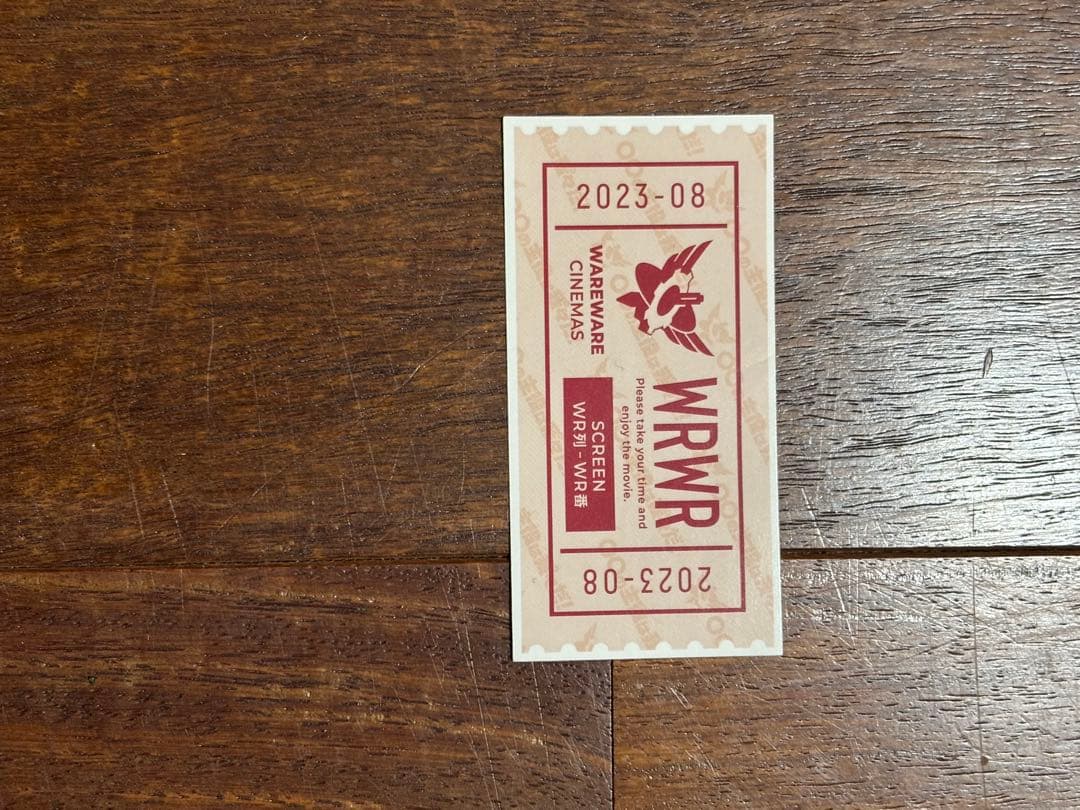 2023-08
WAREWARE
CINEMAS
WRWR
Please take your time and
enjoy the movie.
SCREEN
WR列-WR番
2023-08